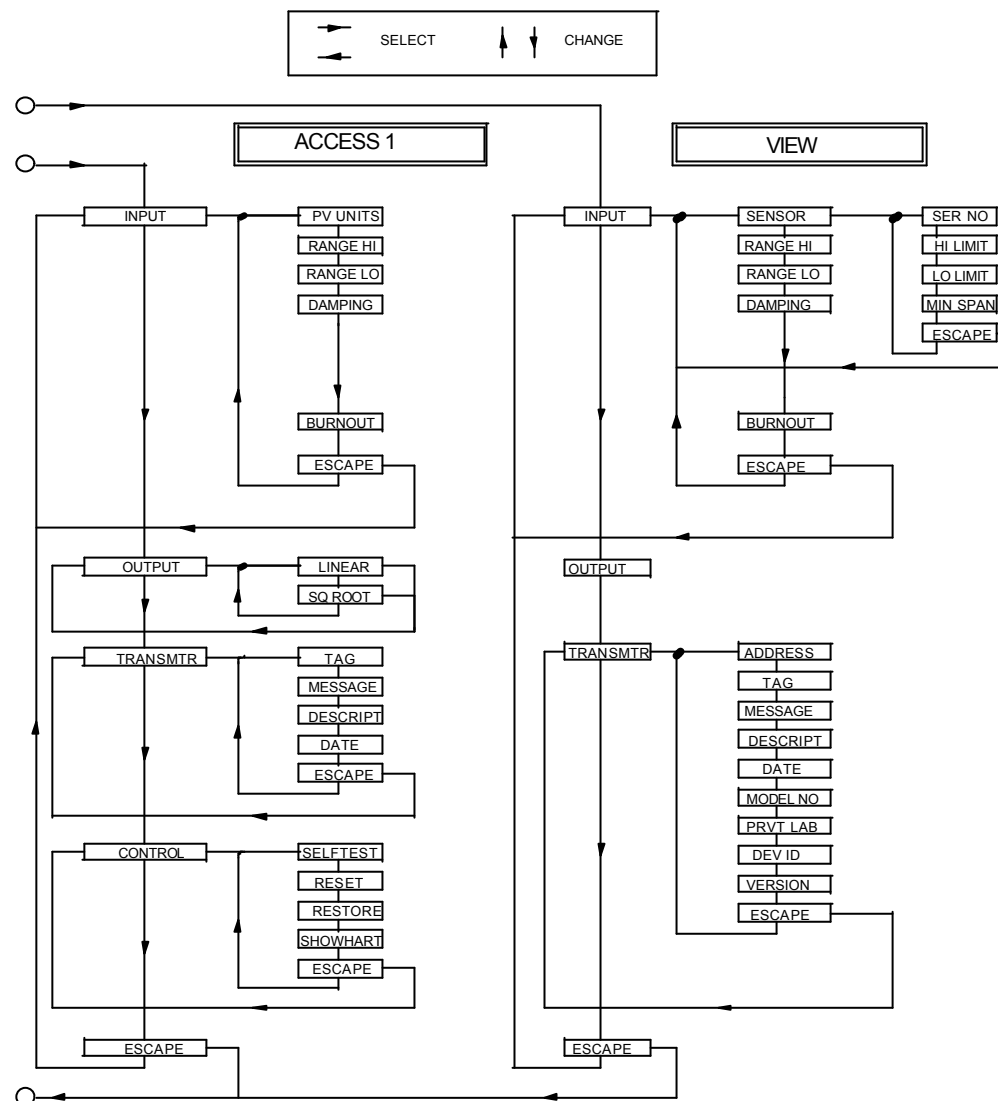 SELECT
CHANGE
ACCESS 1
VIEW
INPUT
PV UNITS
RANGE HI
RANGE LO
DAMPING
BURNOUT
ESCAPE
OUTPUT
LINEAR
SQ ROOT
TRANSMTR
TAG
MESSAGE
DESCRIPT
DATE
ESCAPE
CONTROL
SELFTEST
RESET
RESTORE
SHOWHART
ESCAPE
ESCAPE
INPUT
SENSOR
RANGE HI
RANGE LO
DAMPING
BURNOUT
ESCAPE
SER NO
HI LIMIT
LO LIMIT
MIN SPAN
ESCAPE
OUTPUT
TRANSMTR
ADDRESS
TAG
MESSAGE
DESCRIPT
DATE
MODEL NO
PRVT LAB
DEV ID
VERSION
ESCAPE
ESCAPE